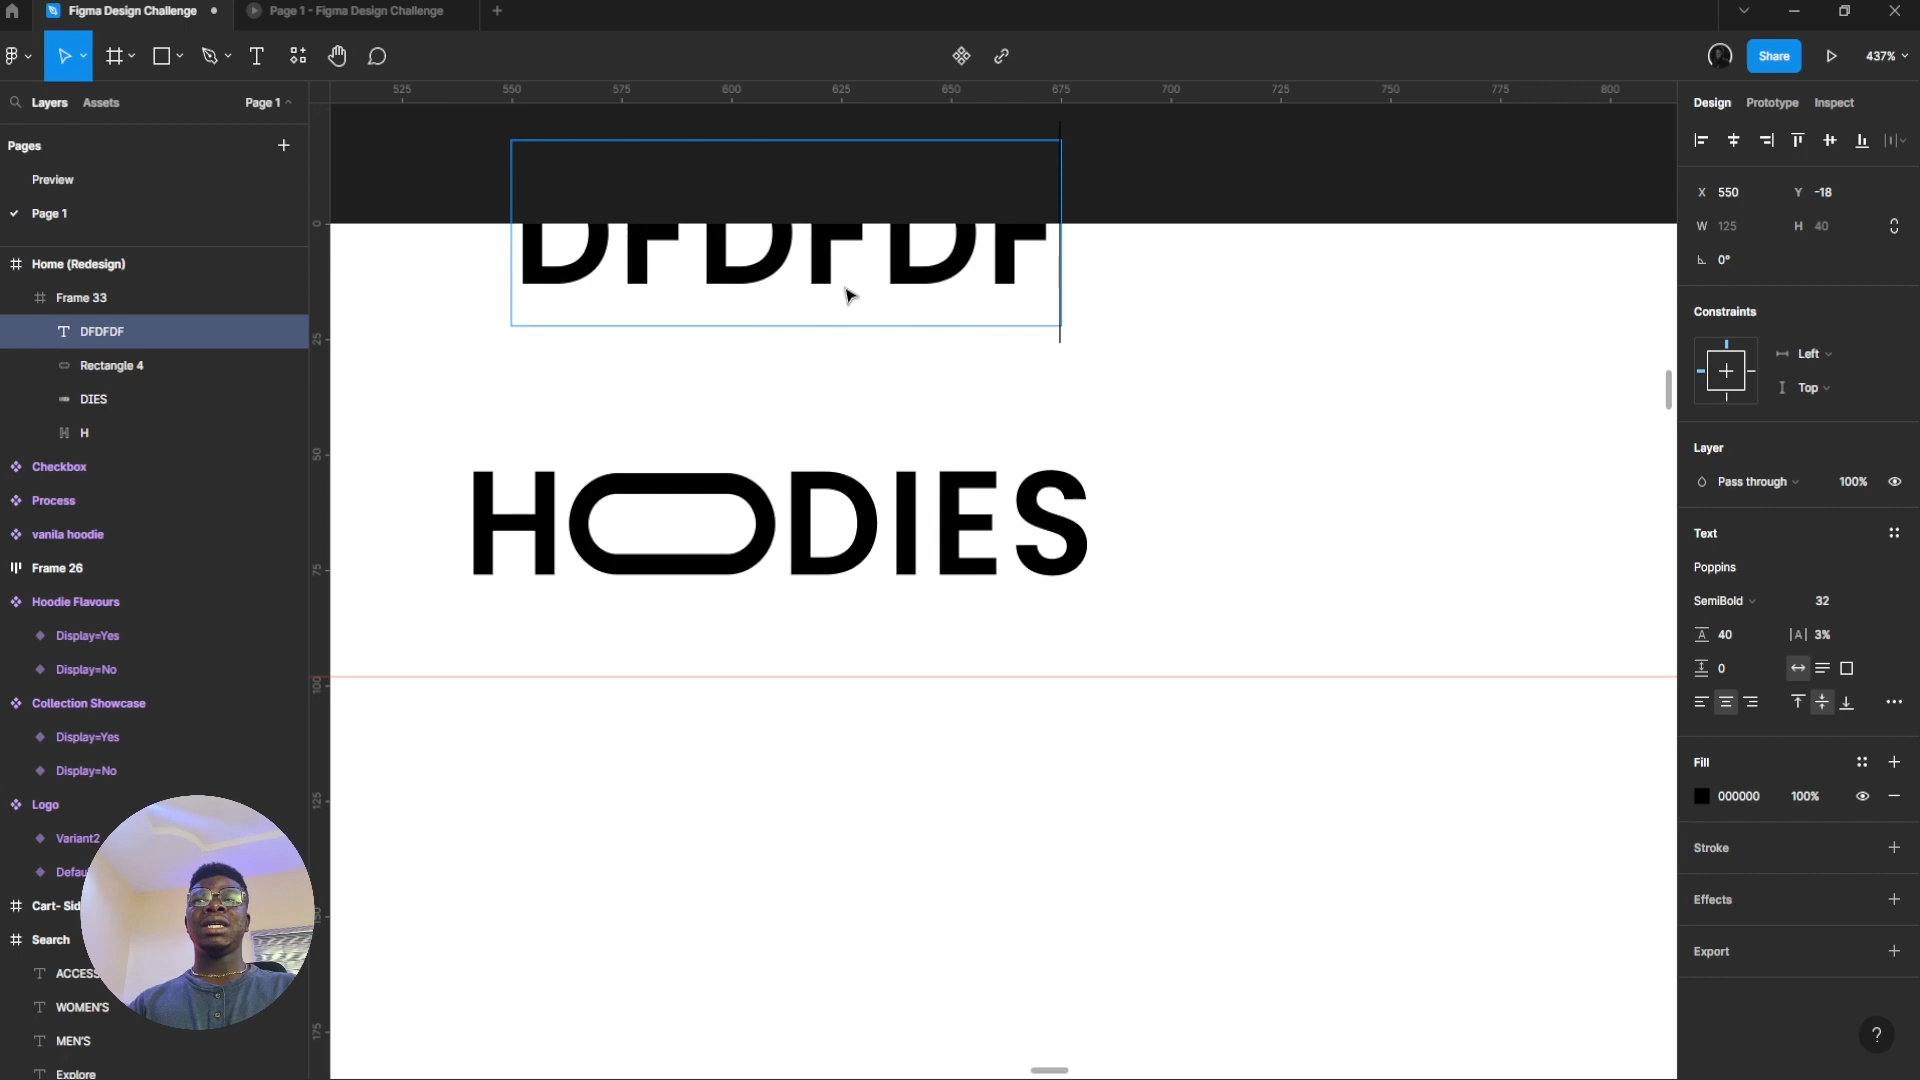 Figma Design Challenge
Page 1 - Figma Design Challenge
Share
437%
Layers
Assets
Page 1
Pages
Preview
Page 1
Home (Redesign)
Frame 33
DFDFDF
Rectangle 4
DIES
H
Checkbox
Process
vanila hoodie
Frame 26
Hoodie Flavours
Display=Yes
Display=No
Collection Showcase
Display=Yes
Display=No
Logo
Variant2
Defau
Cart- Sid
Search
ACCESS
WOMEN'S
MEN'S
Explore
525 550 575 600 625 650 675 700 725 750 775 800
0
25
50
75
100
125
150
175
DFDFDF
HOODIES
Design Prototype Inspect
X 550 Y -18
W 125 H 40
0°
Constraints
Left
Top
Layer
Pass through 100%
Text
Poppins
SemiBold 32
40 3%
0
Fill
000000 100%
Stroke
Effects
Export
?